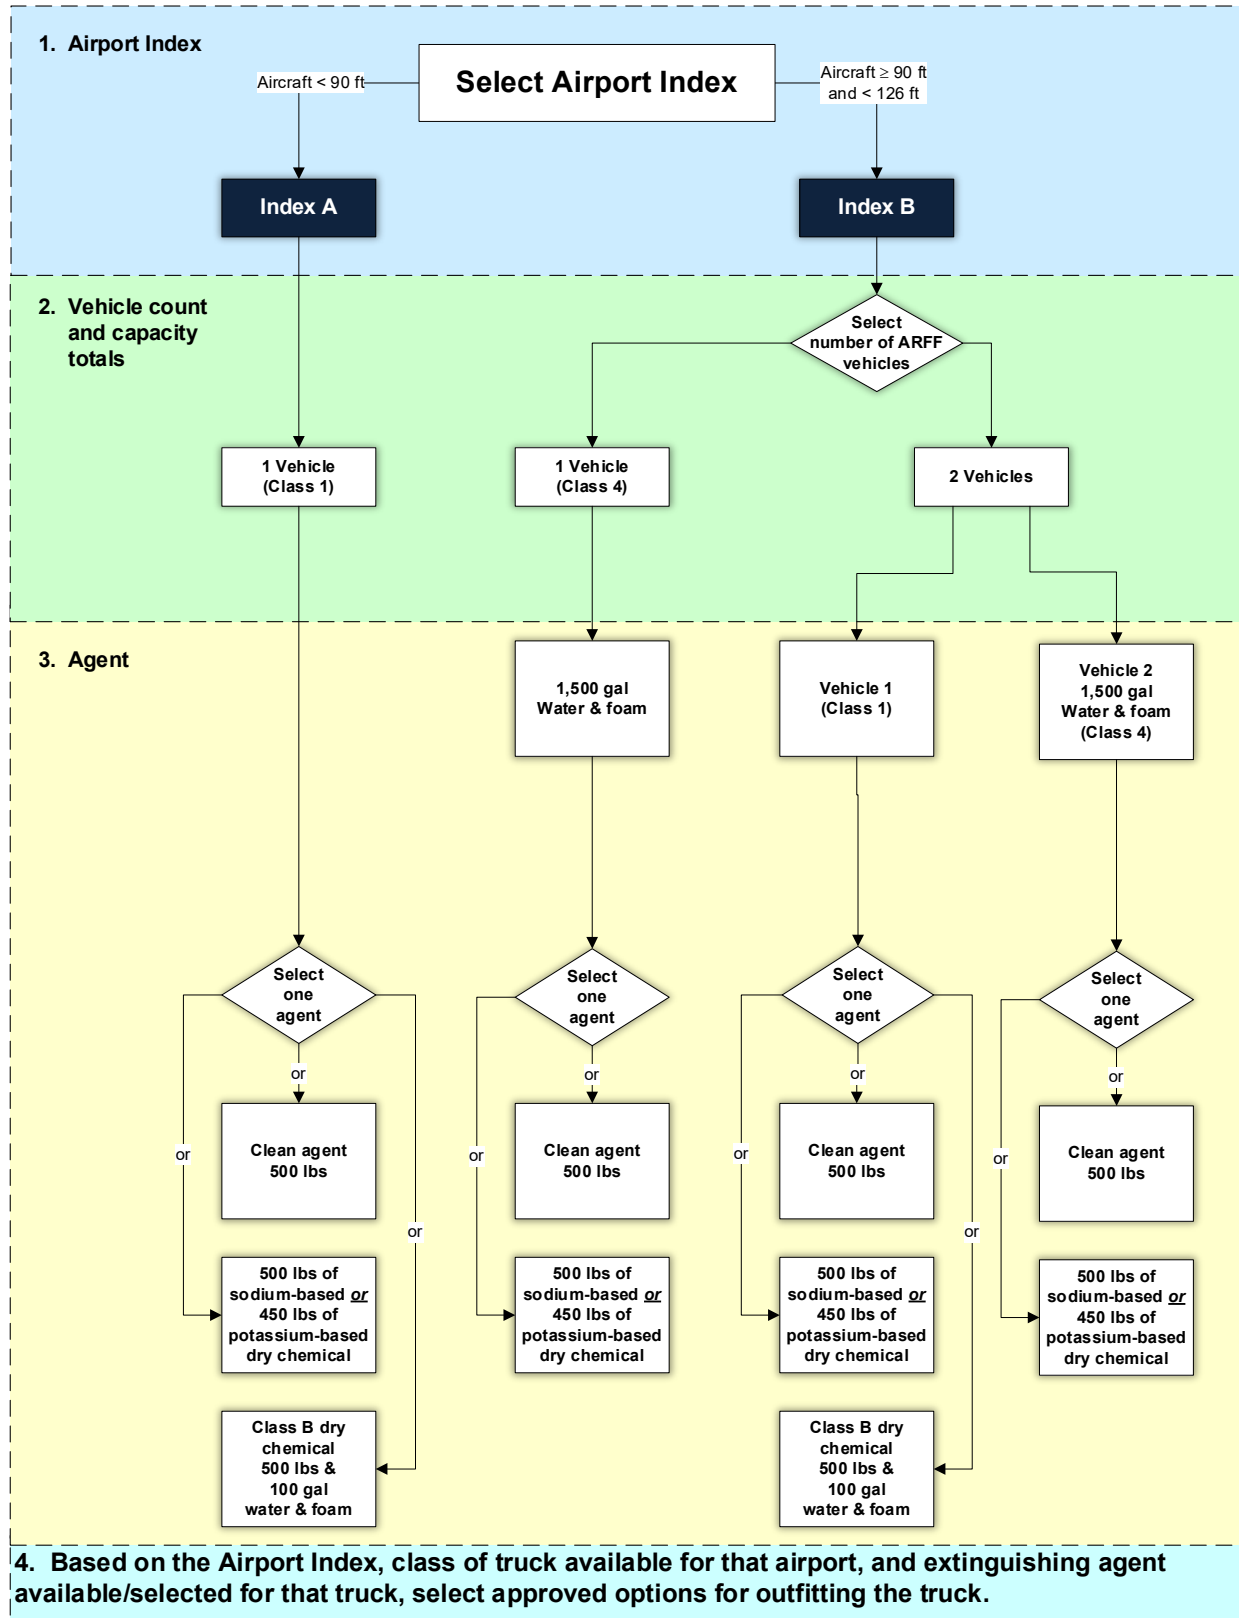 1. Airport Index
Select Airport Index
Aircraft < 90 ft
Aircraft ≥ 90 ft
and < 126 ft
Index A
Index B
2. Vehicle count
and capacity
totals
Select
number of ARFF
vehicles
1 Vehicle
(Class 1)
1 Vehicle
(Class 4)
2 Vehicles
3. Agent
1,500 gal
Water & foam
Vehicle 1
(Class 1)
Vehicle 2
1,500 gal
Water & foam
(Class 4)
Select
one
agent
Select
one
agent
Select
one
agent
Select
one
agent
or
or
or
or
Clean agent
500 lbs
Clean agent
500 lbs
Clean agent
500 lbs
Clean agent
500 lbs
or
or
or
or
or
or
500 lbs of
sodium-based or
450 lbs of
potassium-based
dry chemical
500 lbs of
sodium-based or
450 lbs of
potassium-based
dry chemical
500 lbs of
sodium-based or
450 lbs of
potassium-based
dry chemical
500 lbs of
sodium-based or
450 lbs of
potassium-based
dry chemical
Class B dry
chemical
500 lbs &
100 gal
water & foam
Class B dry
chemical
500 lbs &
100 gal
water & foam
4. Based on the Airport Index, class of truck available for that airport, and extinguishing agent
available/selected for that truck, select approved options for outfitting the truck.